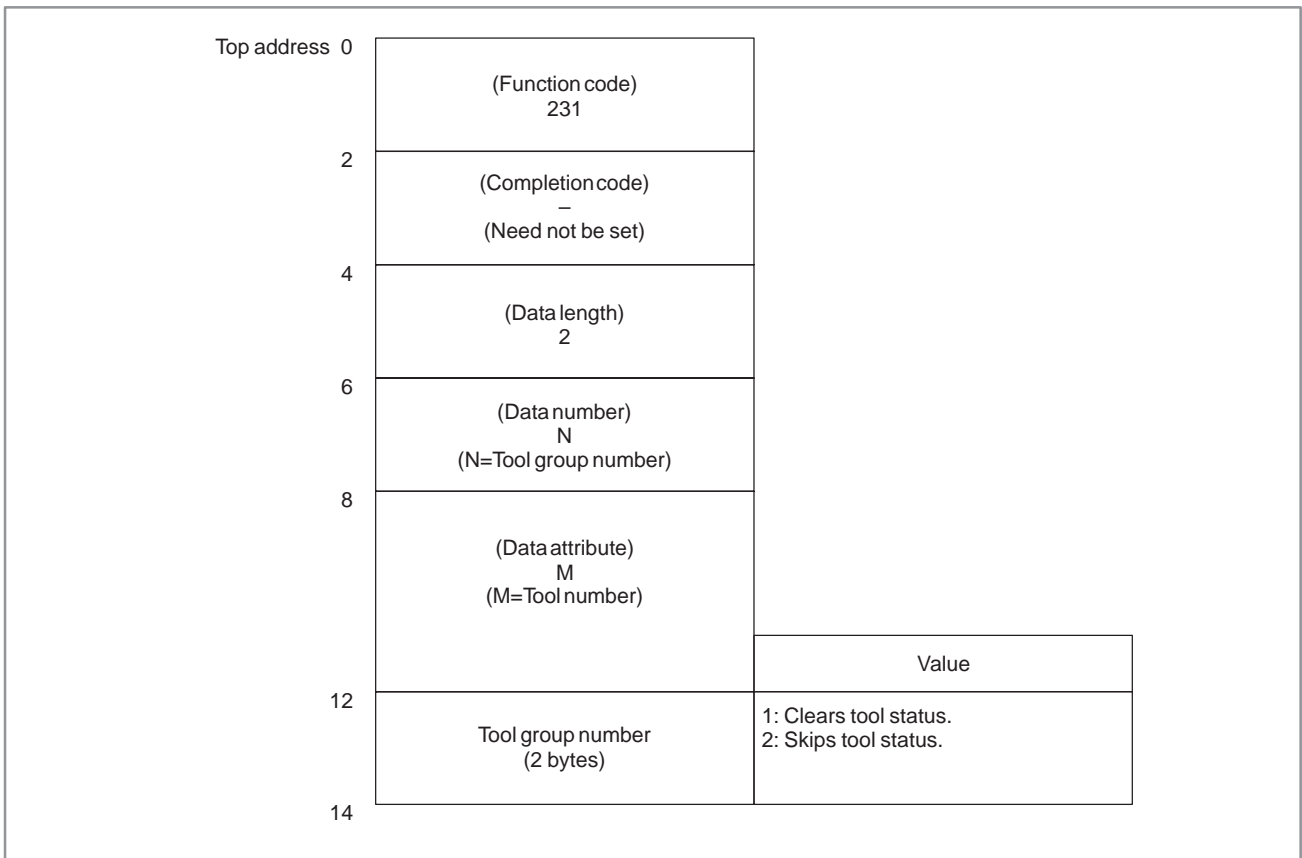 Top address 0
(Function code)
231
2
(Completion code)
–
(Need not be set)
4
(Data length)
2
6
(Data number)
N
(N=Tool group number)
8
(Data attribute)
M
(M=Tool number)
Value
12
Tool group number
(2 bytes)
1: Clears tool status.
2: Skips tool status.
14